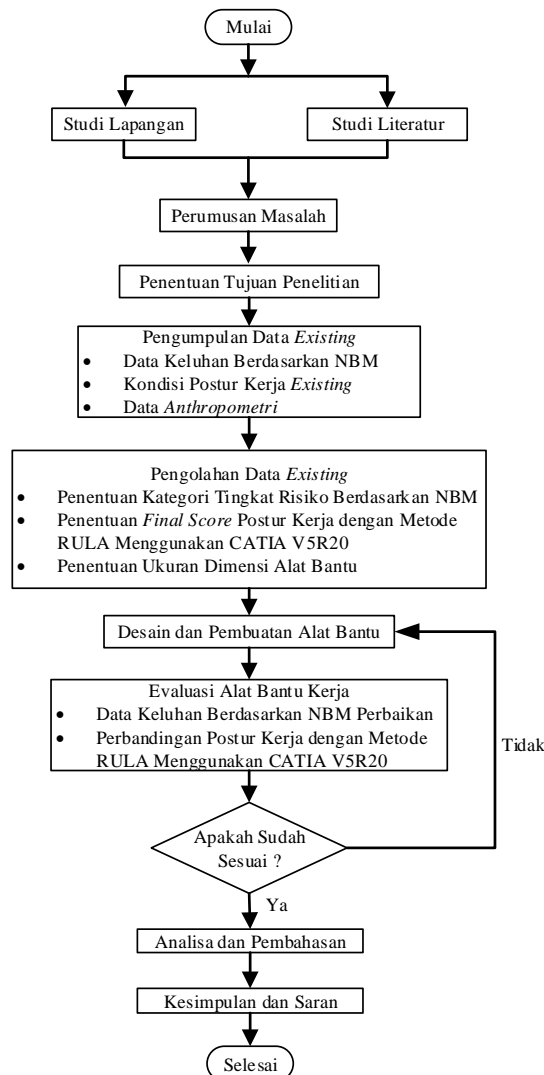 Mulai
Studi Lapangan
Studi Literatur
Perumusan Masalah
Penentuan Tujuan Penelitian
Pengumpulan Data Existing
• Data Keluhan Berdasarkan NBM
• Kondisi Postur Kerja Existing
• Data Anthropometri
Pengolahan Data Existing
• Penentuan Kategori Tingkat Risiko Berdasarkan NBM
• Penentuan Final Score Postur Kerja dengan Metode
RULA Menggunakan CATIA V5R20
• Penentuan Ukuran Dimensi Alat Bantu
Desain dan Pembuatan Alat Bantu
Evaluasi Alat Bantu Kerja
• Data Keluhan Berdasarkan NBM Perbaikan
• Perbandingan Postur Kerja dengan Metode
RULA Menggunakan CATIA V5R20
Tidak
Apakah Sudah
Sesuai ?
Ya
Analisa dan Pembahasan
Kesimpulan dan Saran
Selesai